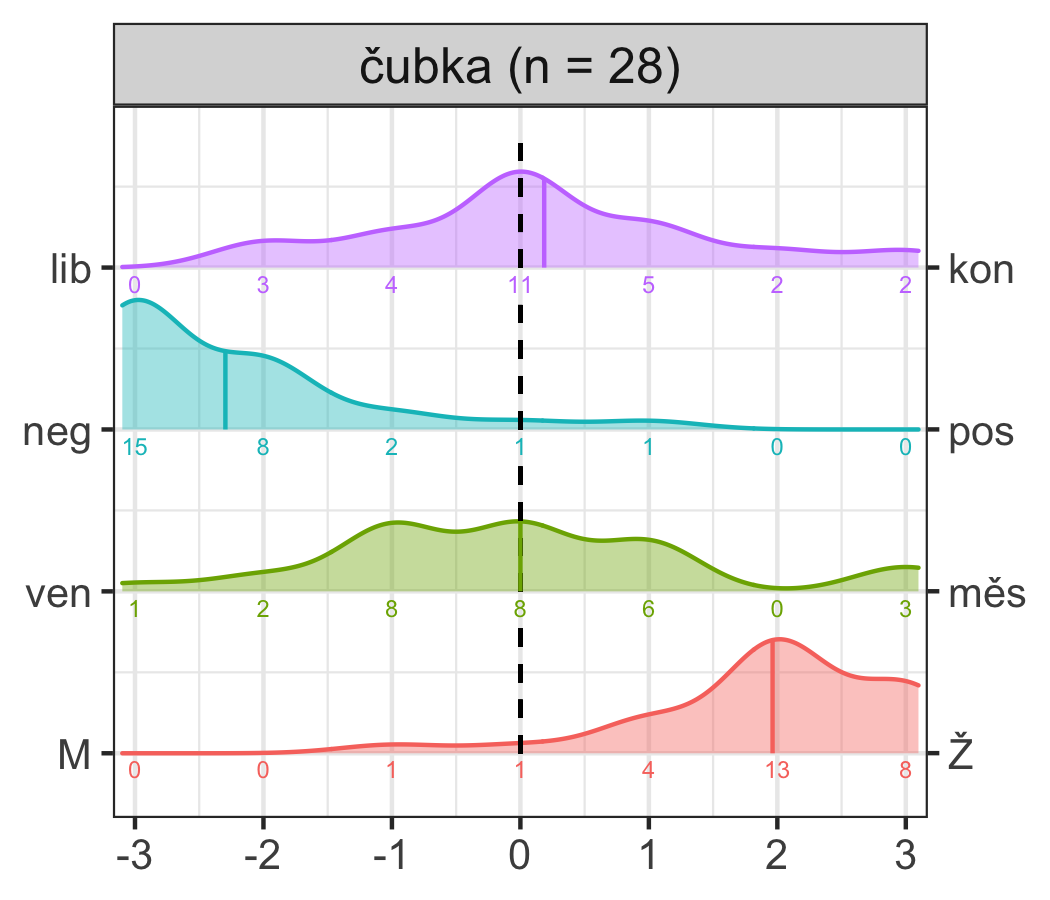 čubka (n = 28)
lib kon
0 3 4 11 5 2 2
neg pos
15 8 2 1 1 0 0
ven měs
1 2 8 8 6 0 3
M Ž
0 0 1 1 4 13 8
-3 -2 -1 0 1 2 3